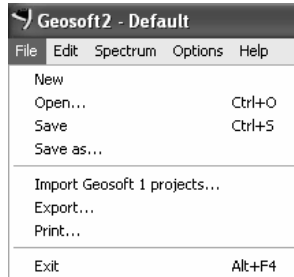 Geosoft2 - Default
File Edit Spectrum Options Help
New
Open... Ctrl+O
Save Ctrl+S
Save as...
Import Geosoft 1 projects...
Export...
Print...
Exit Alt+F4